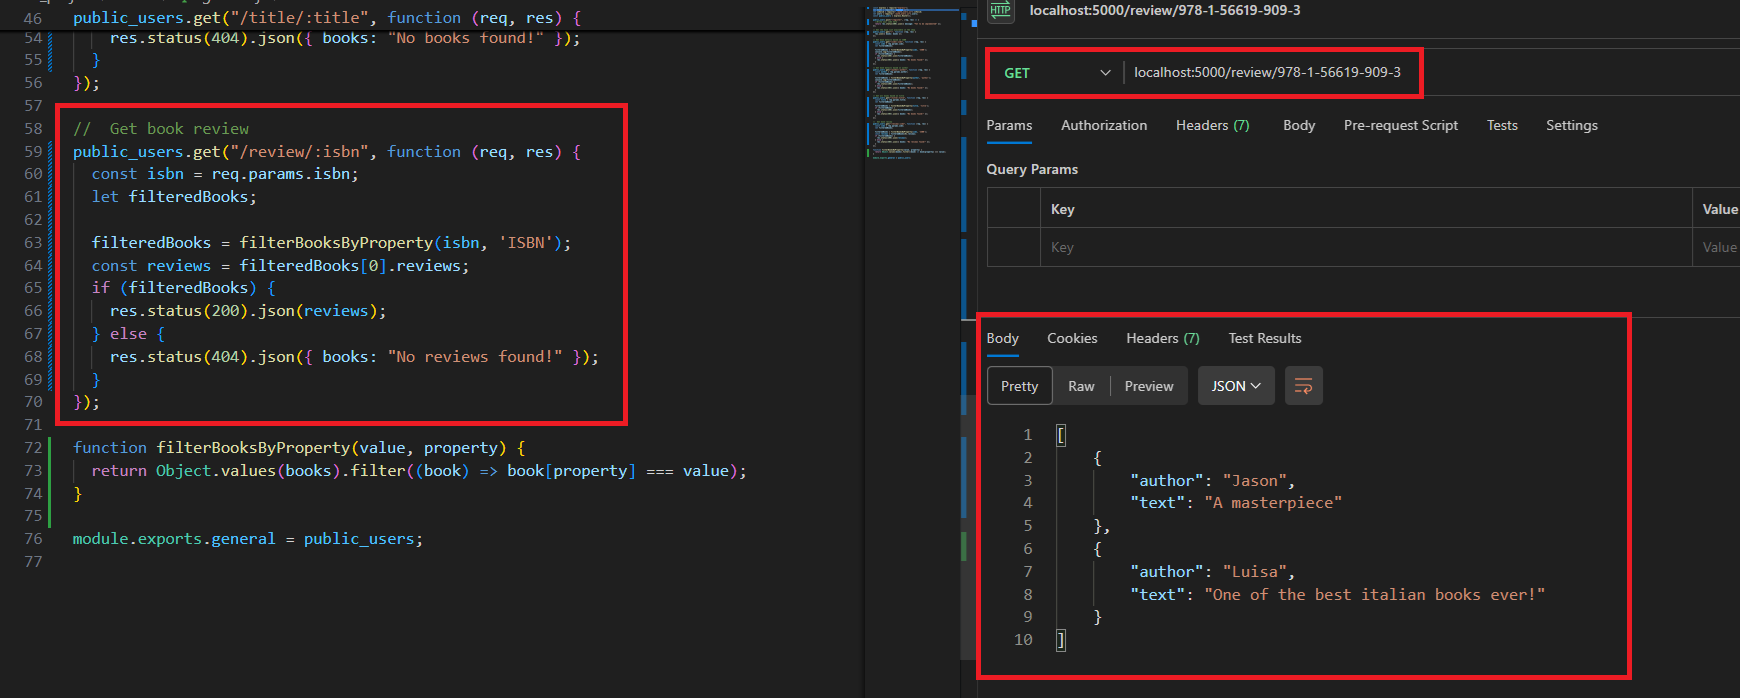 46 public_users.get("/title/:title", function (req, res) {
54 res.status(404).json({ books: "No books found!" });
55 }
56 });
57
58 // Get book review
59 public_users.get("/review/:isbn", function (req, res) {
60 const isbn = req.params.isbn;
61 let filteredBooks;
62
63 filteredBooks = filterBooksByProperty(isbn, 'ISBN');
64 const reviews = filteredBooks[0].reviews;
65 if (filteredBooks) {
66 res.status(200).json(reviews);
67 } else {
68 res.status(404).json({ books: "No reviews found!" });
69 }
70 });
71
72 function filterBooksByProperty(value, property) {
73 return Object.values(books).filter((book) => book[property] === value);
74 }
75
76 module.exports.general = public_users;
77
HTTP localhost:5000/review/978-1-56619-909-3
GET localhost:5000/review/978-1-56619-909-3
Params Authorization Headers (7) Body Pre-request Script Tests Settings
Query Params
Key Value
Key Value
Body Cookies Headers (7) Test Results
Pretty Raw Preview JSON
1 [
2 {
3 "author": "Jason",
4 "text": "A masterpiece"
5 },
6 {
7 "author": "Luisa",
8 "text": "One of the best italian books ever!"
9 }
10 ]